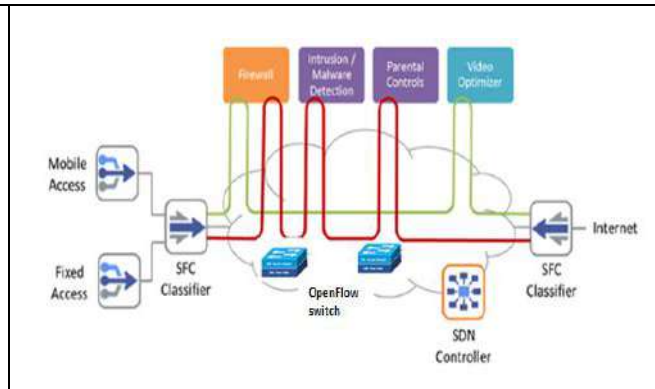 Firewall
Intrusion /
Malware
Detection
Parental
Controls
Video
Optimizer
Mobile
Access
Fixed
Access
SFC
Classifier
OpenFlow
switch
SDN
Controller
SFC
Classifier
Internet